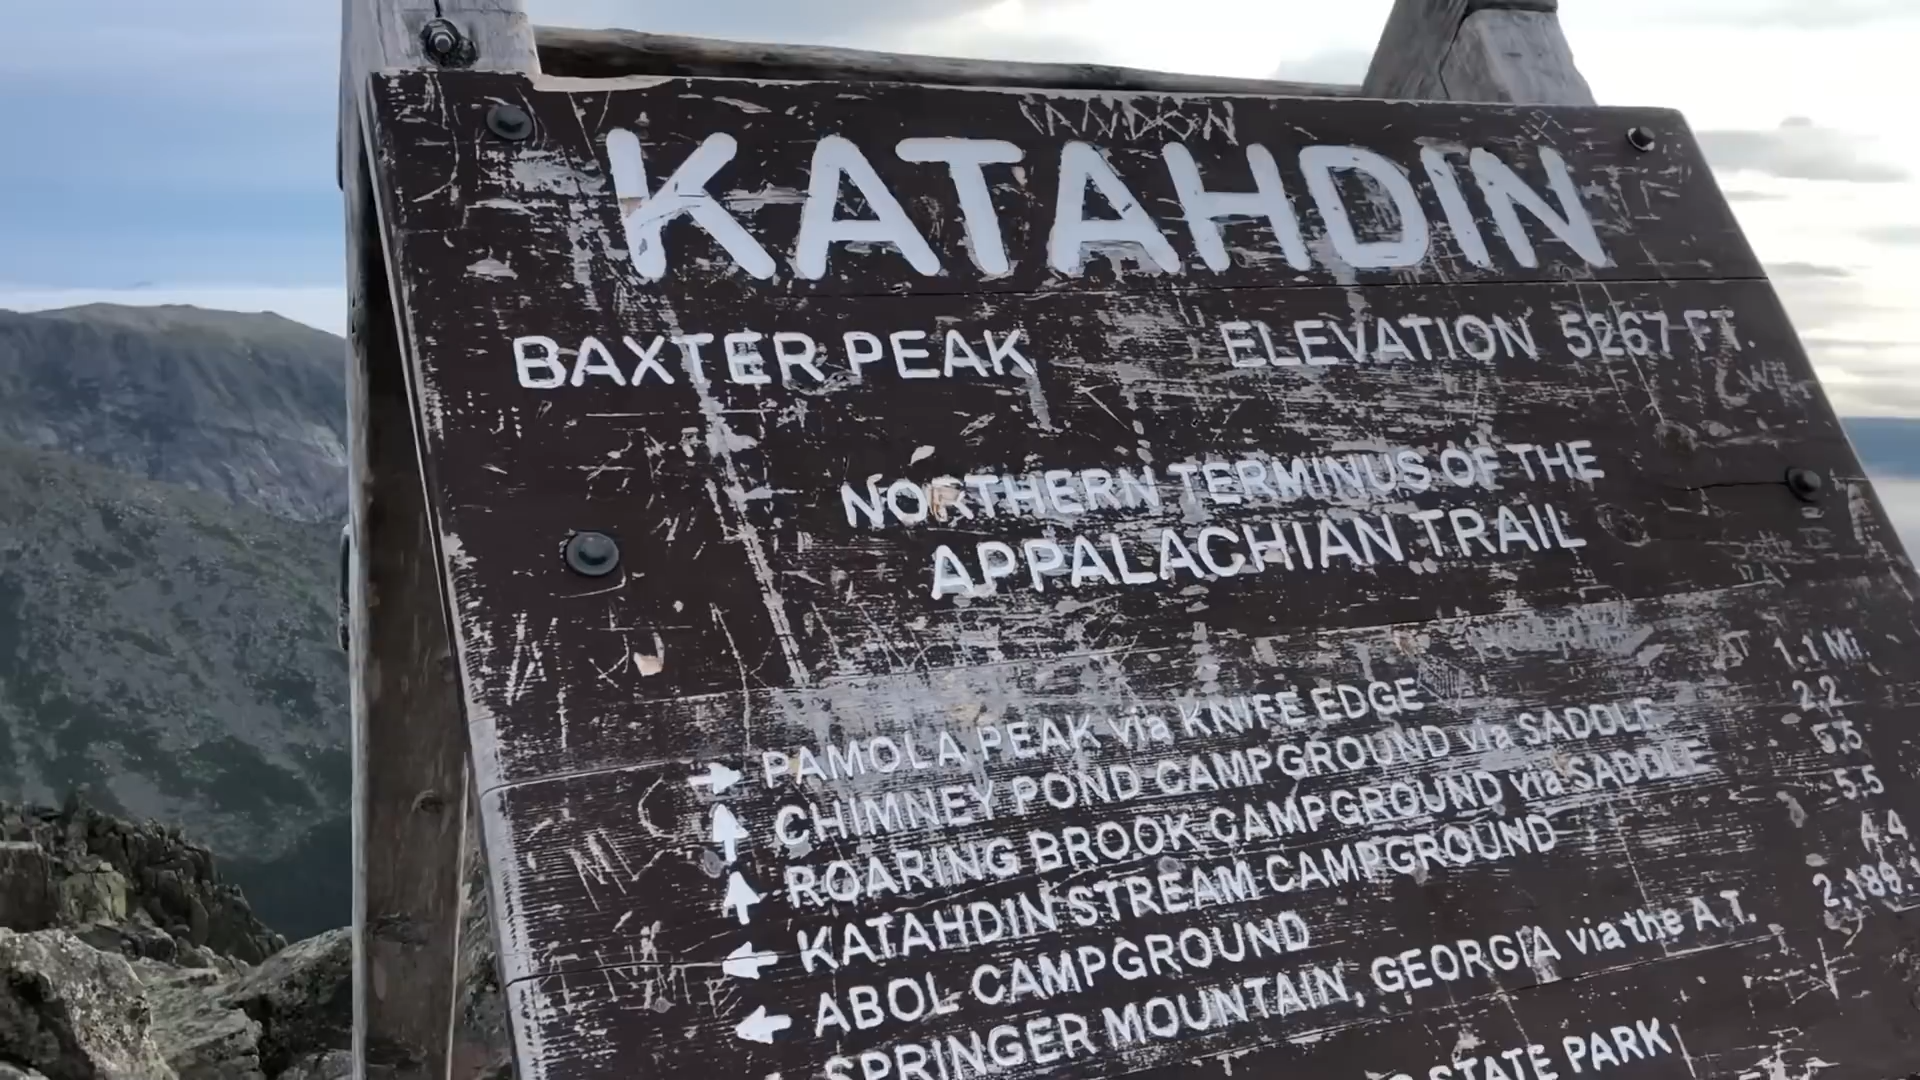 KATAHDIN
BAXTER PEAK ELEVATION 5267 FT.
NORTHERN TERMINUS OF THE
APPALACHIAN TRAIL
PAMOLA PEAK via KNIFE EDGE 1.1 Mi.
CHIMNEY POND CAMPGROUND via SADDLE 2.2
ROARING BROOK CAMPGROUND via SADDLE 5.5
KATAHDIN STREAM CAMPGROUND 5.5
ABOL CAMPGROUND 4.4
SPRINGER MOUNTAIN, GEORGIA via the A.T. 2,189.
STATE PARK